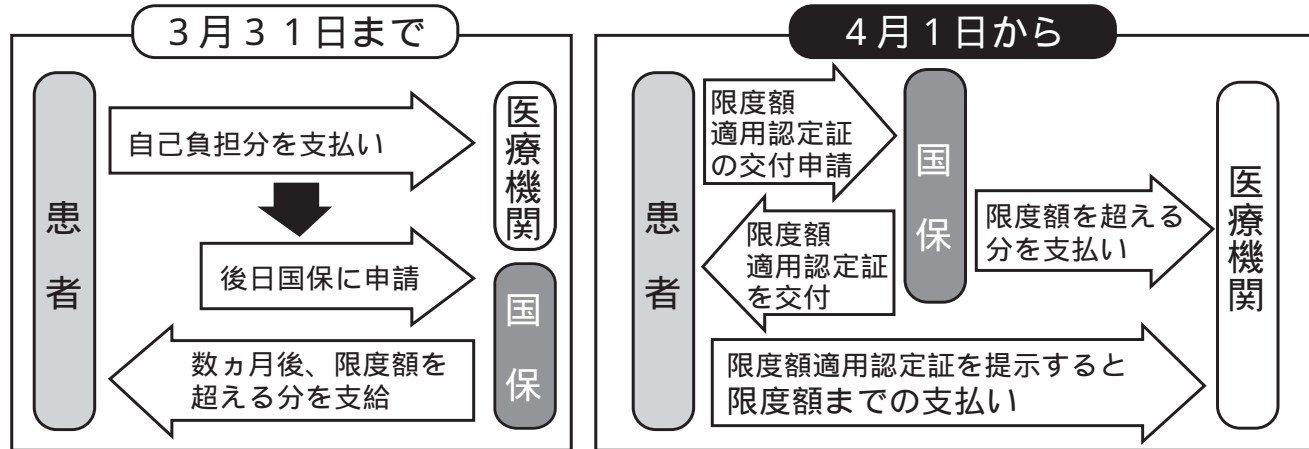 ３月３１日まで
患者
自己負担分を支払い
医療機関
後日国保に申請
国保
数ヵ月後、限度額を
超える分を支給
４月１日から
患者
限度額
適用認定証
の交付申請
国保
限度額
適用認定証
を交付
限度額を超える
分を支払い
医療機関
限度額適用認定証を提示すると
限度額までの支払い